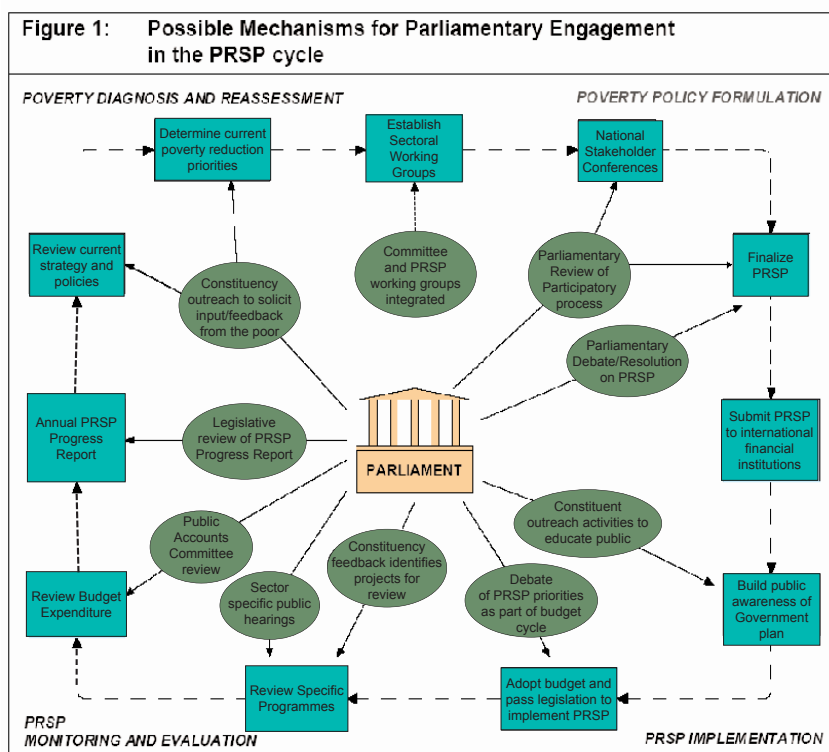 Figure 1: Possible Mechanisms for Parliamentary Engagement
in the PRSP cycle
POVERTY DIAGNOSIS AND REASSESSMENT
POVERTY POLICY FORMULATION
Determine current
poverty reduction
priorities
Establish
Sectoral
Working
Groups
National
Stakeholder
Conferences
Review current
strategy and
policies
Constituency
outreach to solicit
input/feedback
from the poor
Committee
and PRSP
working groups
integrated
Parliamentary
Review of
Participatory
process
Finalize
PRSP
Parliamentary
Debate/Resolution
on PRSP
Annual PRSP
Progress
Report
Legislative
review of PRSP
Progress Report
PARLIAMENT
Submit PRSP
to international
financial
institutions
Public
Accounts
Committee
review
Constituency
feedback identifies
projects for
review
Constituent
outreach activities to
educate public
Review Budget
Expenditure
Sector
specific public
hearings
Debate
of PRSP priorities
as part of budget
cycle
Build public
awareness of
Government
plan
Review Specific
Programmes
Adopt budget and
pass legislation to
implement PRSP
PRSP
MONITORING AND EVALUATION
PRSP IMPLEMENTATION